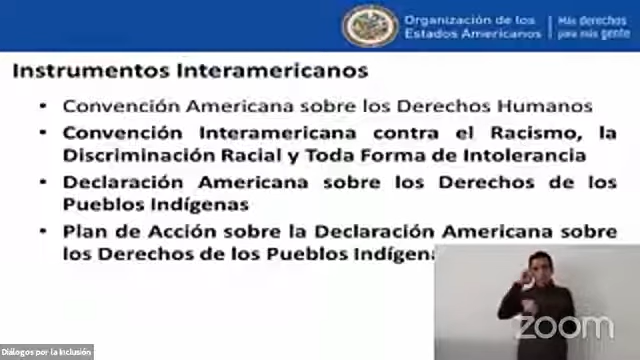 Organización de los
Estados Americanos
Más derechos
para más gente
Instrumentos Interamericanos
• Convención Americana sobre los Derechos Humanos
• Convención Interamericana contra el Racismo, la
Discriminación Racial y Toda Forma de Intolerancia
• Declaración Americana sobre los Derechos de los
Pueblos Indígenas
• Plan de Acción sobre la Declaración Americana sobre
los Derechos de los Pueblos Indígena
zoom
Diálogos por la Inclusión